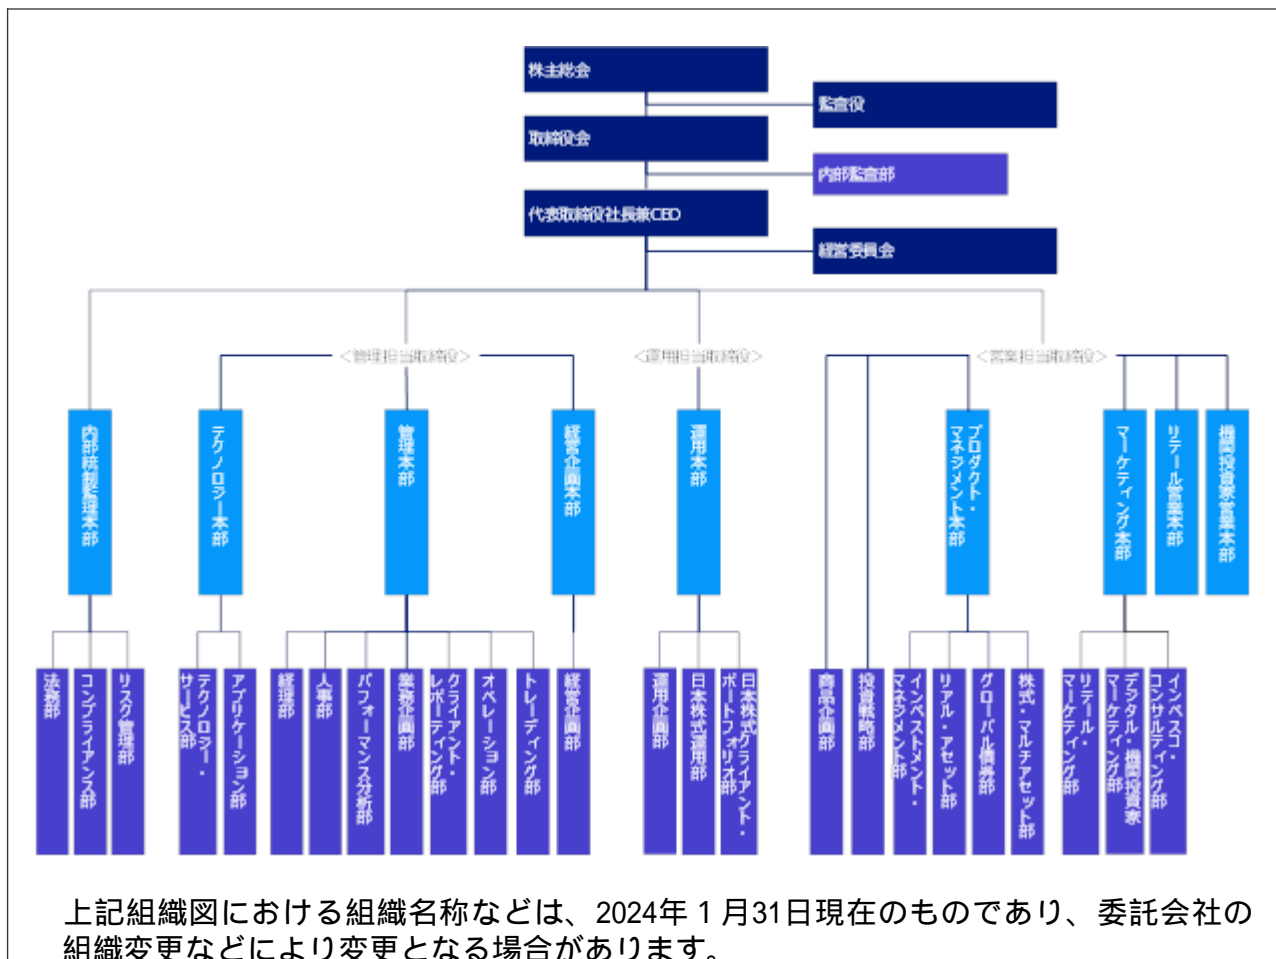 株主総会
監査役
取締役会
内部監査部
代表取締役社長兼CEO
経営委員会
<管理担当取締役>
<運用担当取締役>
<営業担当取締役>
内部統制監理本部
テクノロジー本部
管理本部
経営企画本部
運用本部
プロダクト・
マネジメント本部
マーケティング本部
リテール営業本部
機関投資家営業本部
法務部
コンプライアンス部
リスク管理部
テクノロジー・
サービス部
アプリケーション部
経理部
人事部
パフォーマンス分析部
業務企画部
クライアント・
レポーティング部
オペレーション部
トレーディング部
経営企画部
運用企画部
日本株式運用部
日本株式クライアント・
ポートフォリオ部
商品企画部
投資戦略部
インベストメント・
マネジメント部
リアル・アセット部
グローバル債券部
株式・マルチアセット部
リテール・
マーケティング部
デジタル・機関投資家
マーケティング部
インベスコ・
コンサルティング部
上記組織図における組織名称などは、2024年1月31日現在のものであり、委託会社の
組織変更などにより変更となる場合があります。